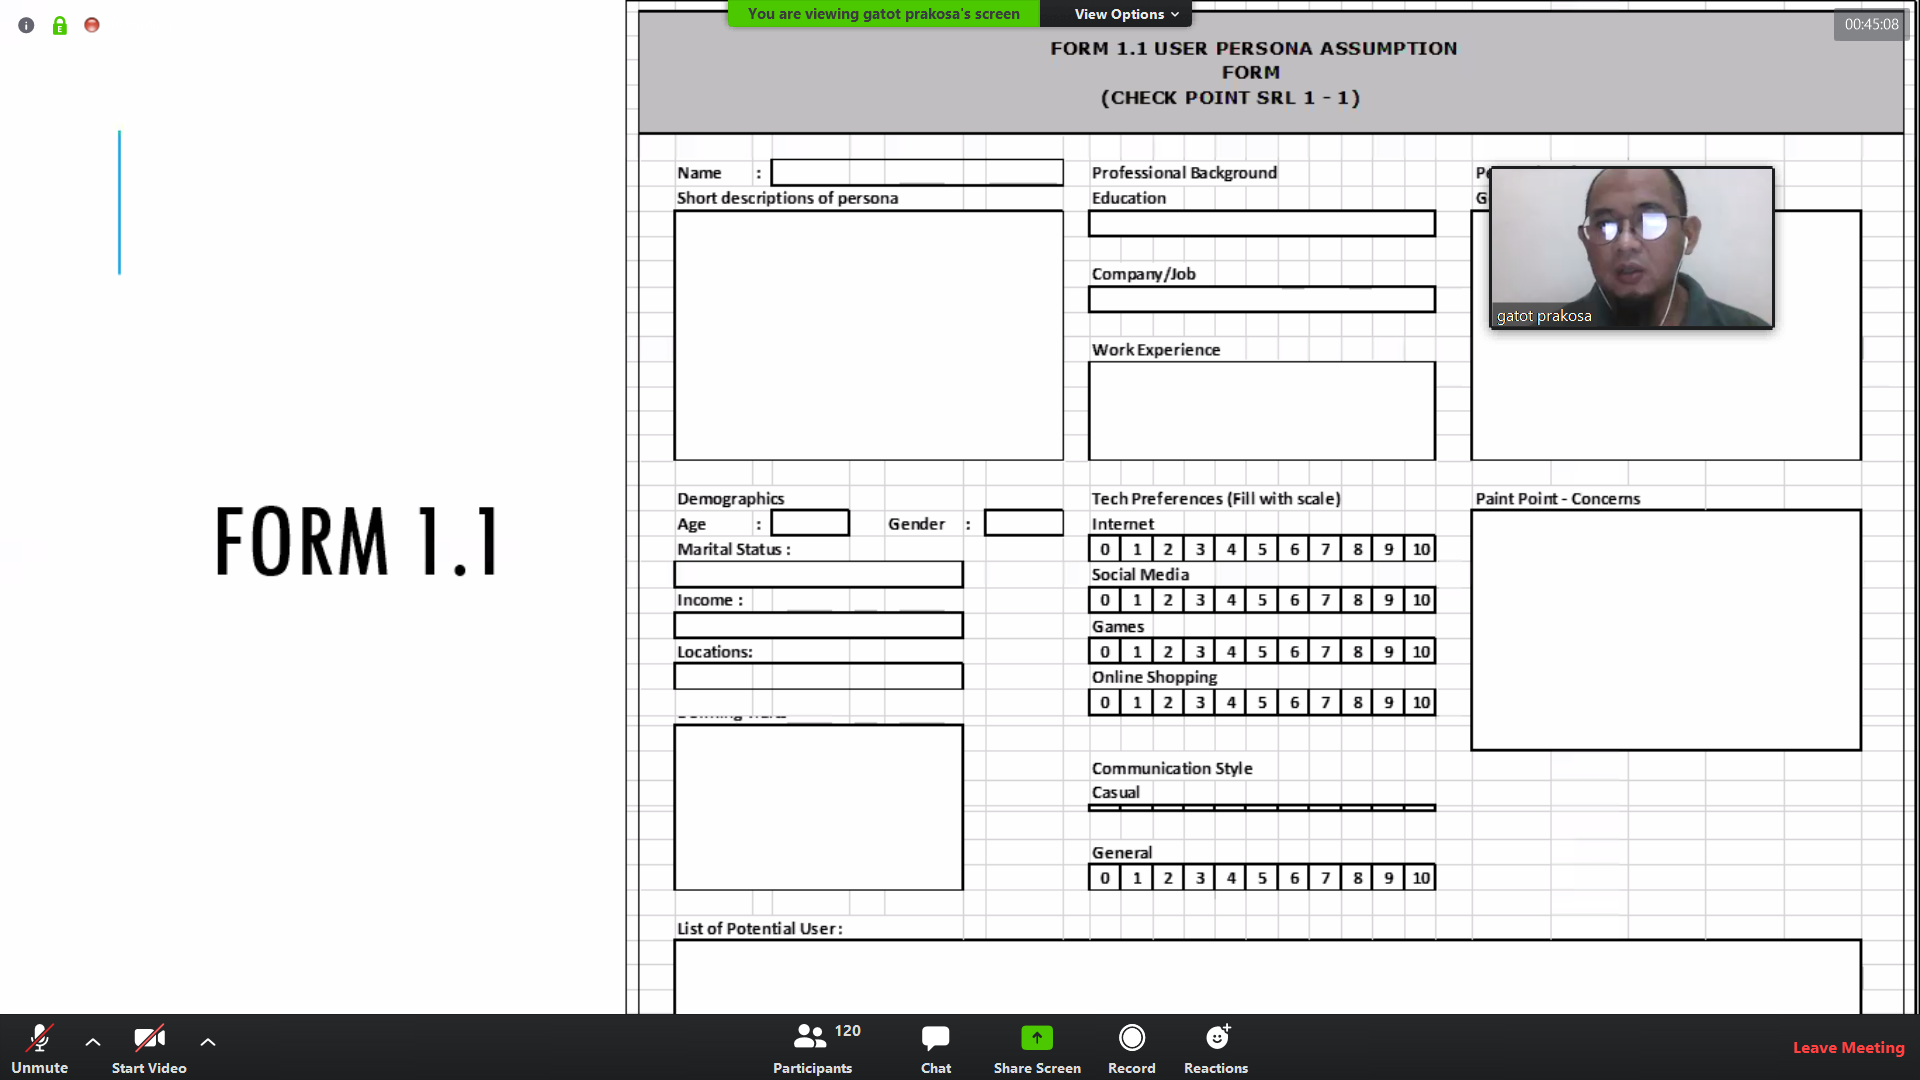 You are viewing gatot prakosa's screen
View Options
00:45:08
FORM 1.1
FORM 1.1 USER PERSONA ASSUMPTION
FORM
(CHECK POINT SRL 1 - 1)
Name :
Short descriptions of persona
Demographics
Age : Gender :
Marital Status :
Income :
Locations:
Professional Background
Education
Company/Job
Work Experience
Tech Preferences (Fill with scale)
Internet
0 1 2 3 4 5 6 7 8 9 10
Social Media
0 1 2 3 4 5 6 7 8 9 10
Games
0 1 2 3 4 5 6 7 8 9 10
Online Shopping
0 1 2 3 4 5 6 7 8 9 10
Communication Style
Casual
General
0 1 2 3 4 5 6 7 8 9 10
gatot prakosa
Paint Point - Concerns
List of Potential User:
Unmute
Start Video
120
Participants
Chat
Share Screen
Record
Reactions
Leave Meeting